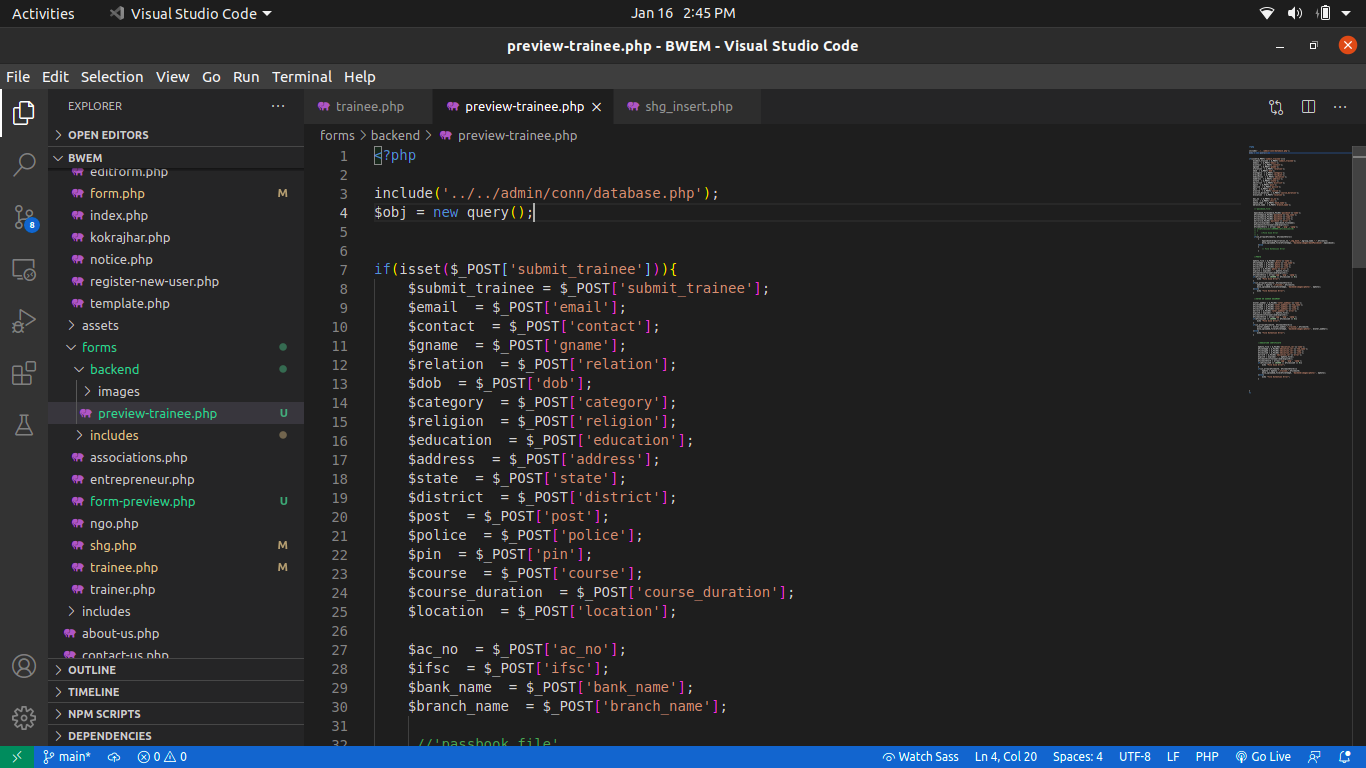 Activities
Visual Studio Code
Jan 16 2:45 PM
preview-trainee.php - BWEM - Visual Studio Code
File Edit Selection View Go Run Terminal Help
EXPLORER
OPEN EDITORS
BWEM
editform.php
form.php M
index.php
kokrajhar.php
notice.php
register-new-user.php
template.php
assets
forms
backend
images
preview-trainee.php U
includes
associations.php
entrepreneur.php
form-preview.php U
ngo.php
shg.php M
trainee.php M
trainer.php
includes
about-us.php
contact-us.php
OUTLINE
TIMELINE
NPM SCRIPTS
DEPENDENCIES
8
trainee.php preview-trainee.php shg_insert.php
forms > backend > preview-trainee.php
1 <?php
2
3 include('../../admin/conn/database.php');
4 $obj = new query();
5
6
7 if(isset($_POST['submit_trainee'])){
8 $submit_trainee = $_POST['submit_trainee'];
9 $email = $_POST['email'];
10 $contact = $_POST['contact'];
11 $gname = $_POST['gname'];
12 $relation = $_POST['relation'];
13 $dob = $_POST['dob'];
14 $category = $_POST['category'];
15 $religion = $_POST['religion'];
16 $education = $_POST['education'];
17 $address = $_POST['address'];
18 $state = $_POST['state'];
19 $district = $_POST['district'];
20 $post = $_POST['post'];
21 $police = $_POST['police'];
22 $pin = $_POST['pin'];
23 $course = $_POST['course'];
24 $course_duration = $_POST['course_duration'];
25 $location = $_POST['location'];
26
27 $ac_no = $_POST['ac_no'];
28 $ifsc = $_POST['ifsc'];
29 $bank_name = $_POST['bank_name'];
30 $branch_name = $_POST['branch_name'];
31
32 //'passbook file'
main* 0 0 Watch Sass Ln 4, Col 20 Spaces: 4 UTF-8 LF PHP Go Live